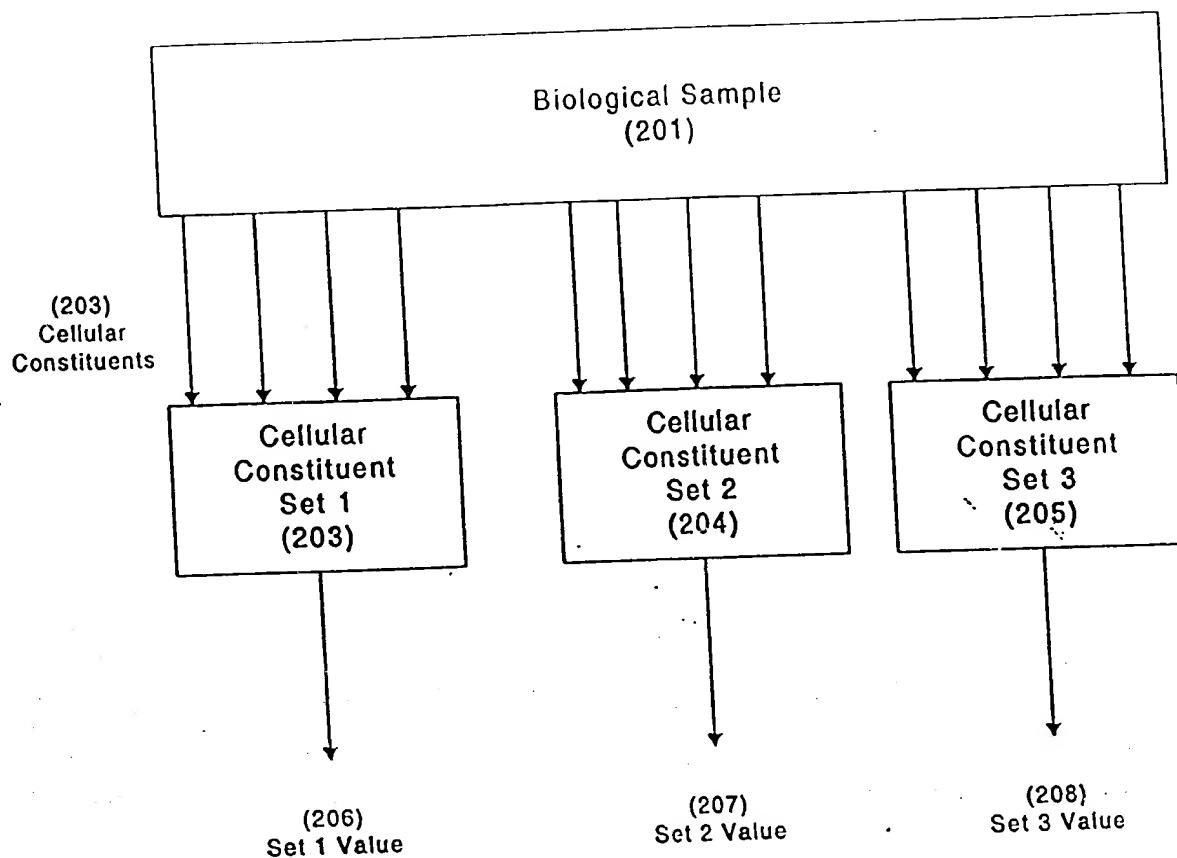 Biological Sample
(201)
(203)
Cellular
Constituents
Cellular
Constituent
Set 1
(203)
Cellular
Constituent
Set 2
(204)
Cellular
Constituent
Set 3
(205)
(206)
Set 1 Value
(207)
Set 2 Value
(208)
Set 3 Value